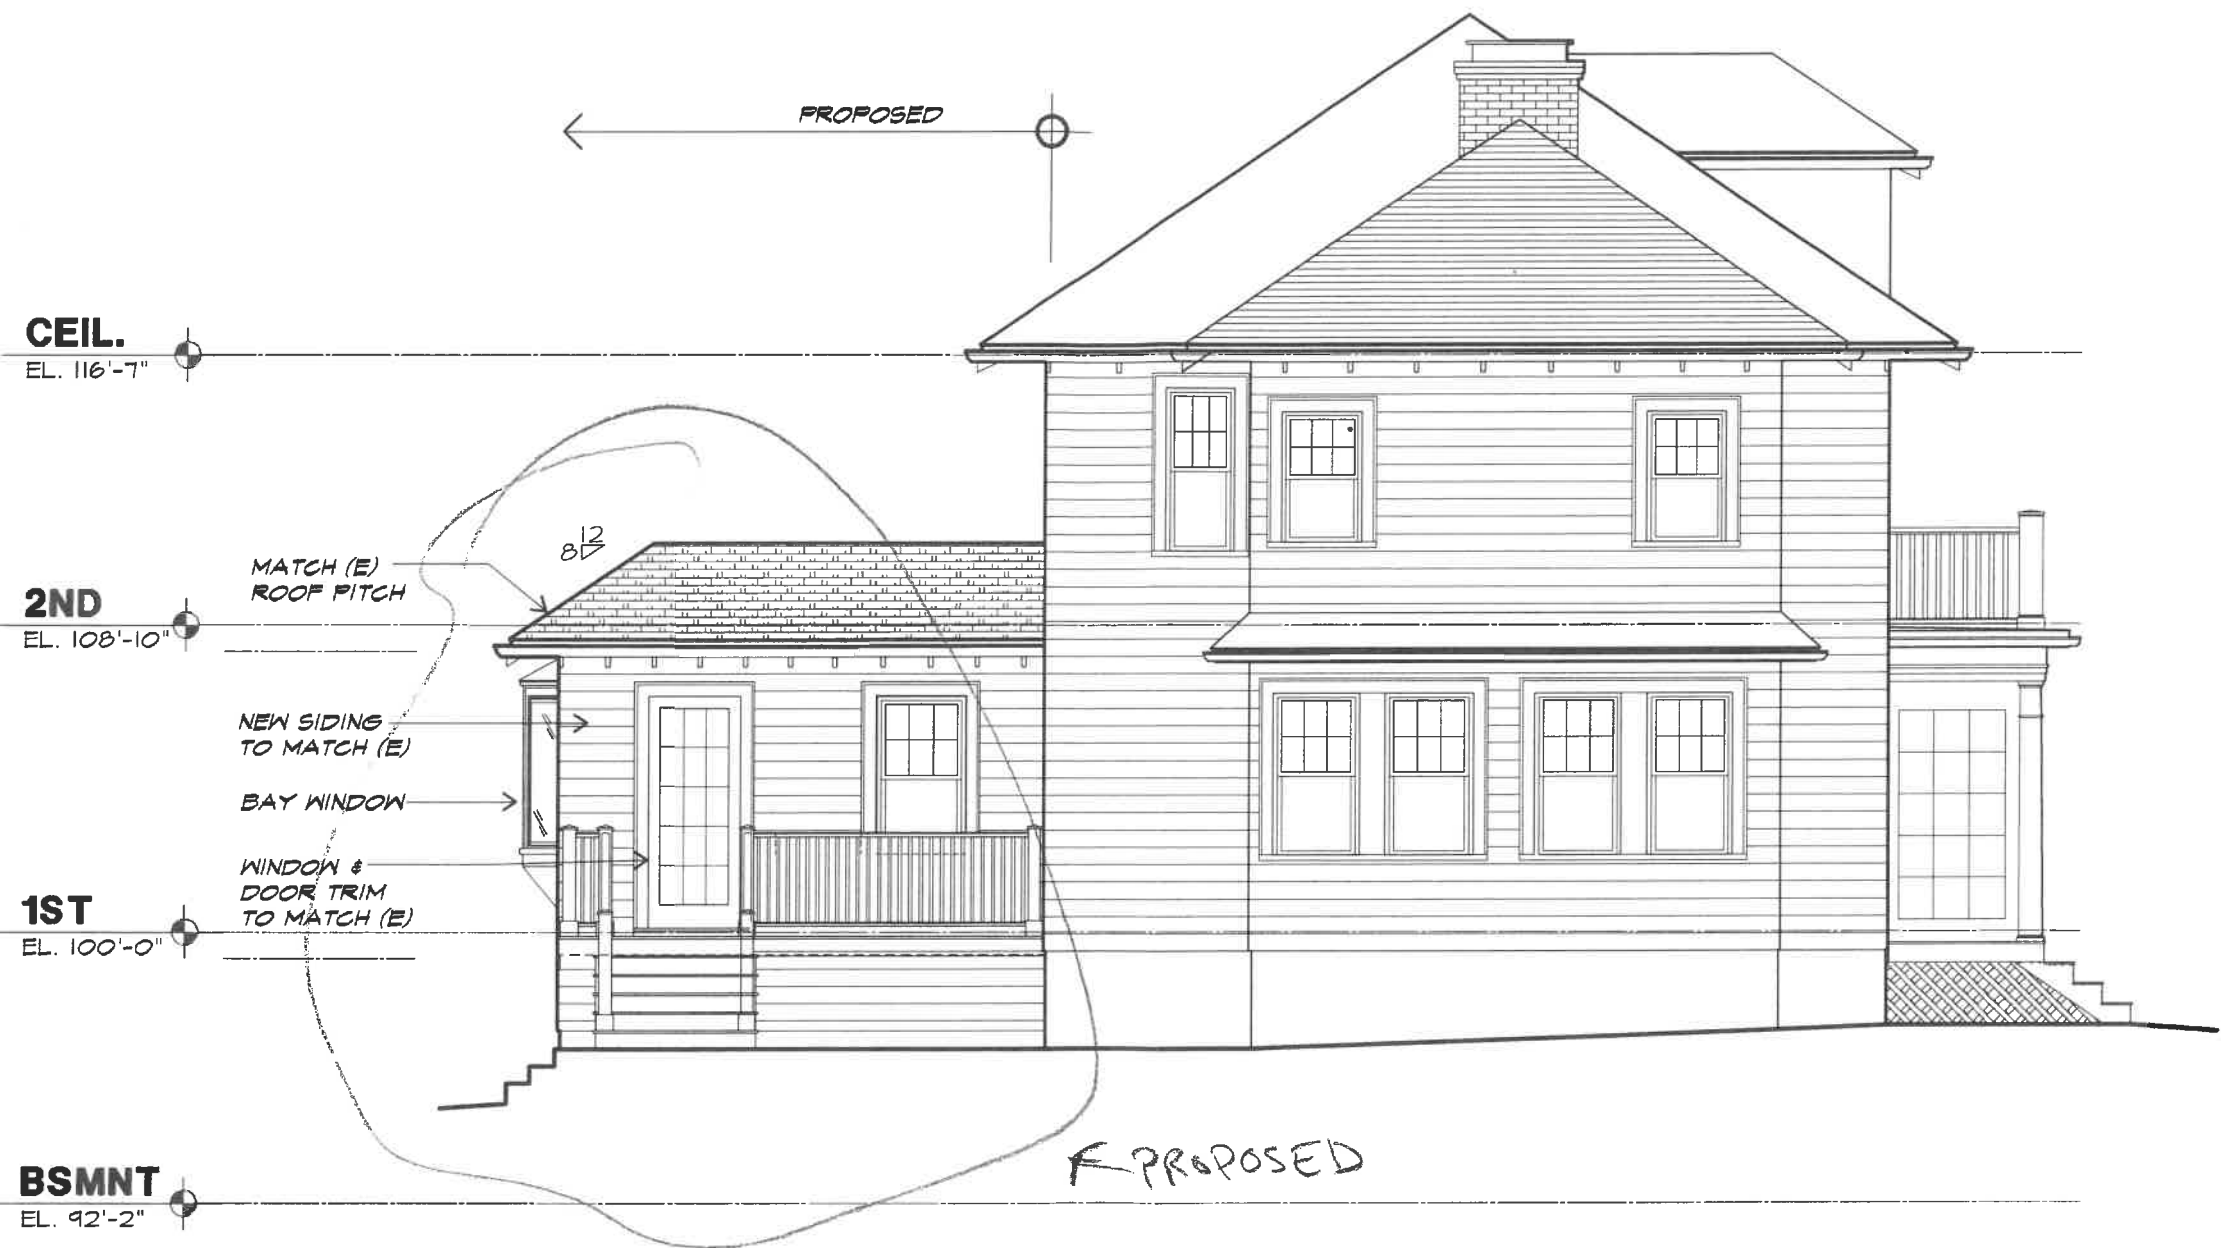 PROPOSED
CEIL.
EL. 116'-7"
12
8
MATCH (E)
ROOF PITCH
2ND
EL. 108'-10"
NEW SIDING
TO MATCH (E)
BAY WINDOW
WINDOW &
DOOR TRIM
TO MATCH (E)
1ST
EL. 100'-0"
PROPOSED
BSMNT
EL. 92'-2"